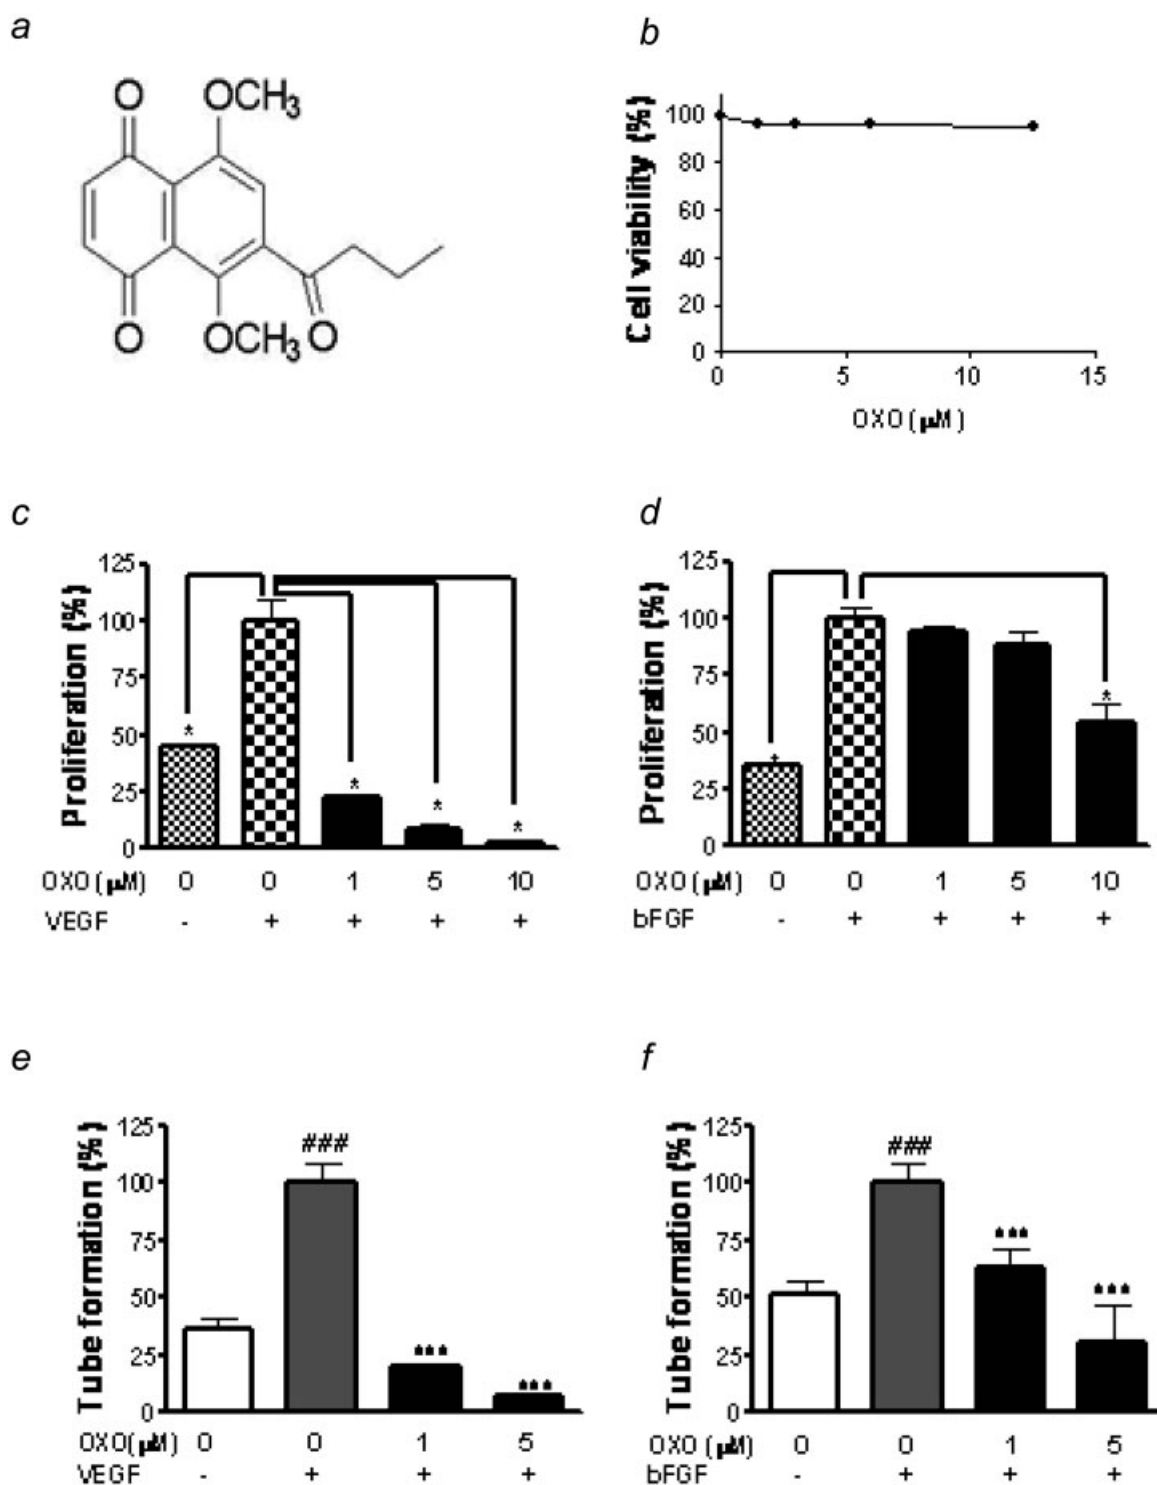 a
O
OCH3
O
OCH3
O
b
Cell viability (%)
100
80
60
40
20
0
0 5 10 15
OXO (µM)
c
Proliferation (%)
125
100
75
50
25
0
*
*
*
*
OXO (µM) 0 0 1 5 10
VEGF - + + + +
d
Proliferation (%)
125
100
75
50
25
0
*
*
OXO (µM) 0 0 1 5 10
bFGF - + + + +
e
Tube formation (%)
125
100
75
50
25
0
###
***
***
OXO(µM) 0 0 1 5
VEGF - + + +
f
Tube formation (%)
125
100
75
50
25
0
###
***
***
OXO (µM) 0 0 1 5
bFGF - + + +